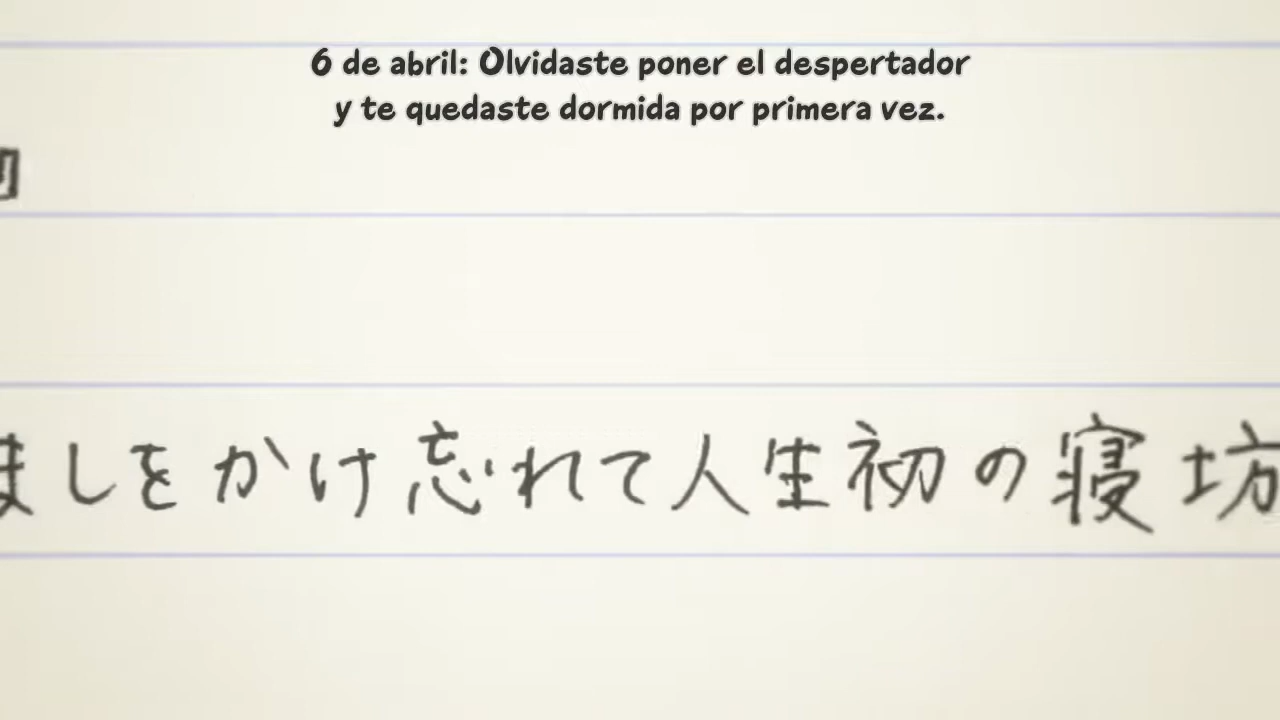 6 de abril: Olvidaste poner el despertador
y te quedaste dormida por primera vez.
ましをかけ忘れて人生初の寝坊